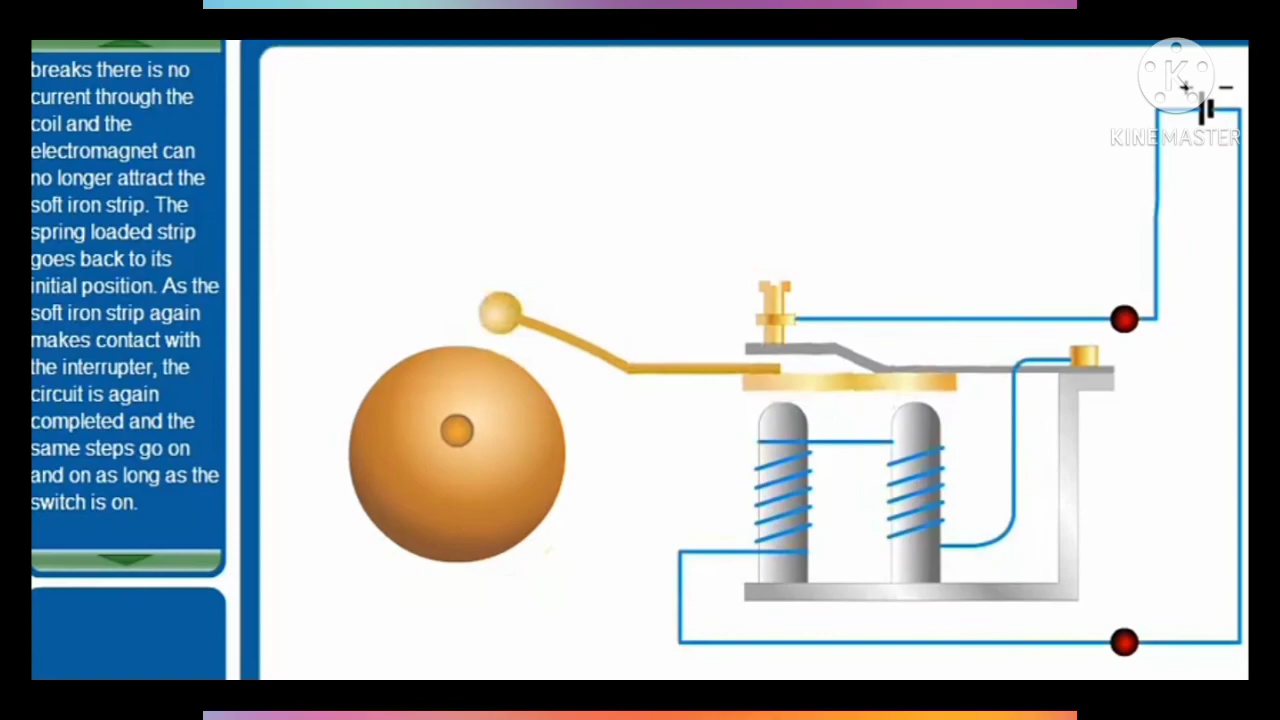 breaks there is no
current through the
coil and the
electromagnet can
no longer attract the
soft iron strip. The
spring loaded strip
goes back to its
initial position. As the
soft iron strip again
makes contact with
the interrupter, the
circuit is again
completed and the
same steps go on
and on as long as the
switch is on.
+ −
K
KINEMASTER